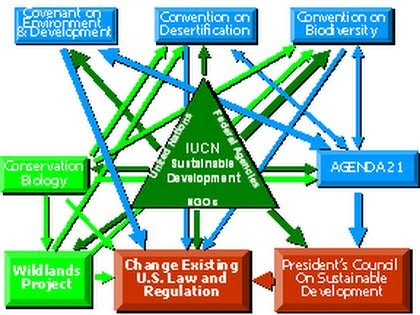 Covenant on
Environment
& Development
Convention on
Desertification
Convention on
Biodiversity
United Nations
Federal Agencies
IUCN
Sustainable
Development
NGOs
Conservation
Biology
AGENDA 21
Wildlands
Project
Change Existing
U.S. Law and
Regulation
President's Council
On Sustainable
Development